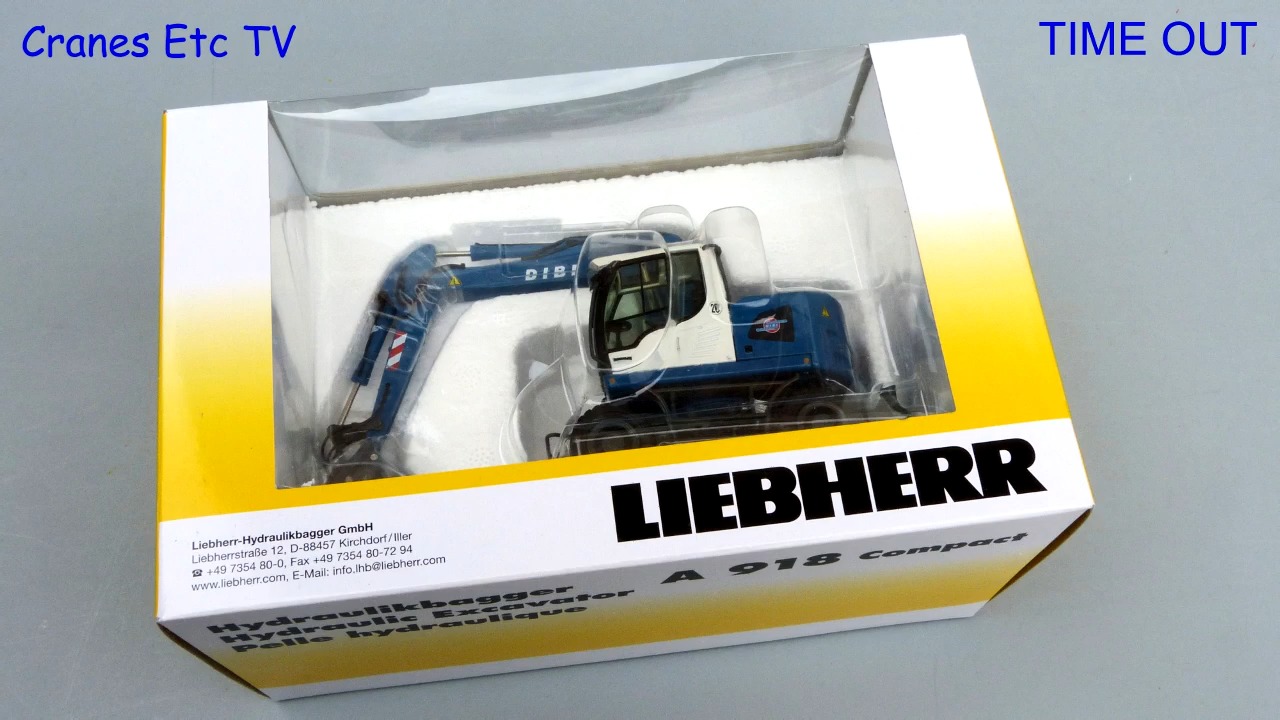 Cranes Etc TV
TIME OUT
DIBI
20
LIEBHERR
Liebherr-Hydraulikbagger GmbH
Liebherrstraße 12, D-88457 Kirchdorf/Iller
☎ +49 7354 80-0, Fax +49 7354 80-72 94
www.liebherr.com, E-Mail: info.lhb@liebherr.com
A 918 compact
Hydraulikbagger
Hydraulic Excavator
Pelle hydraulique